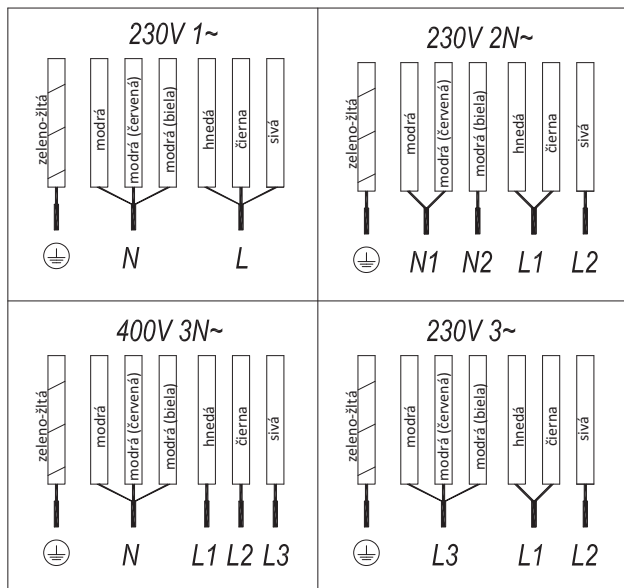 230V 1~
zeleno-žltá
modrá
modrá (červená)
modrá (biela)
hnedá
čierna
sivá
N L
230V 2N~
zeleno-žltá
modrá
modrá (červená)
modrá (biela)
hnedá
čierna
sivá
N1 N2 L1 L2
400V 3N~
zeleno-žltá
modrá
modrá (červená)
modrá (biela)
hnedá
čierna
sivá
N L1 L2 L3
230V 3~
zeleno-žltá
modrá
modrá (červená)
modrá (biela)
hnedá
čierna
sivá
L3 L1 L2